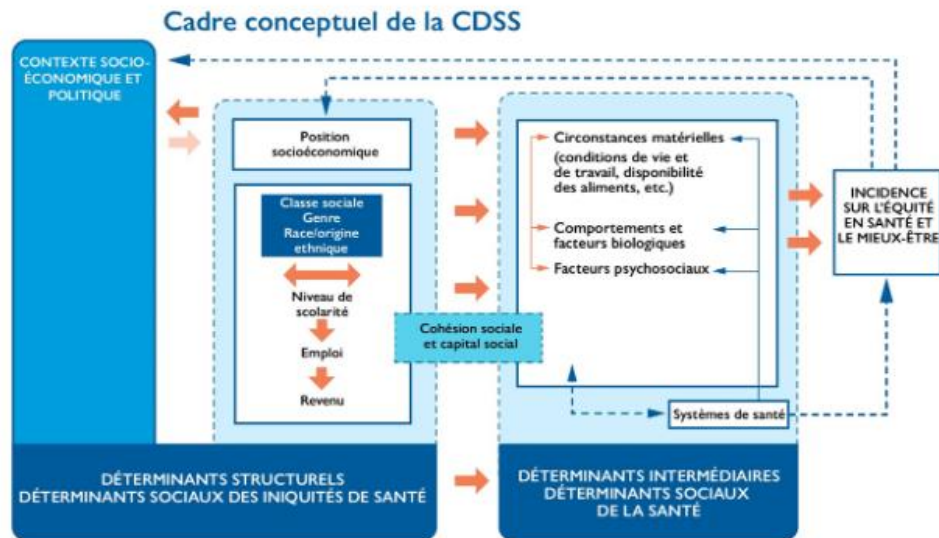 Cadre conceptuel de la CDSS
CONTEXTE SOCIO-
ÉCONOMIQUE ET
POLITIQUE
Position
socioéconomique
Classe sociale
Genre
Race/origine
ethnique
Niveau de
scolarité
Emploi
Revenu
Cohésion sociale
et capital social
Circonstances matérielles
(conditions de vie et
de travail, disponibilité
des aliments, etc.)
Comportements et
facteurs biologiques
Facteurs psychosociaux
Systèmes de santé
INCIDENCE
SUR L'ÉQUITÉ
EN SANTÉ ET
LE MIEUX-ÊTRE
DÉTERMINANTS STRUCTURELS
DÉTERMINANTS SOCIAUX DES INIQUITÉS DE SANTÉ
DÉTERMINANTS INTERMÉDIAIRES
DÉTERMINANTS SOCIAUX
DE LA SANTÉ